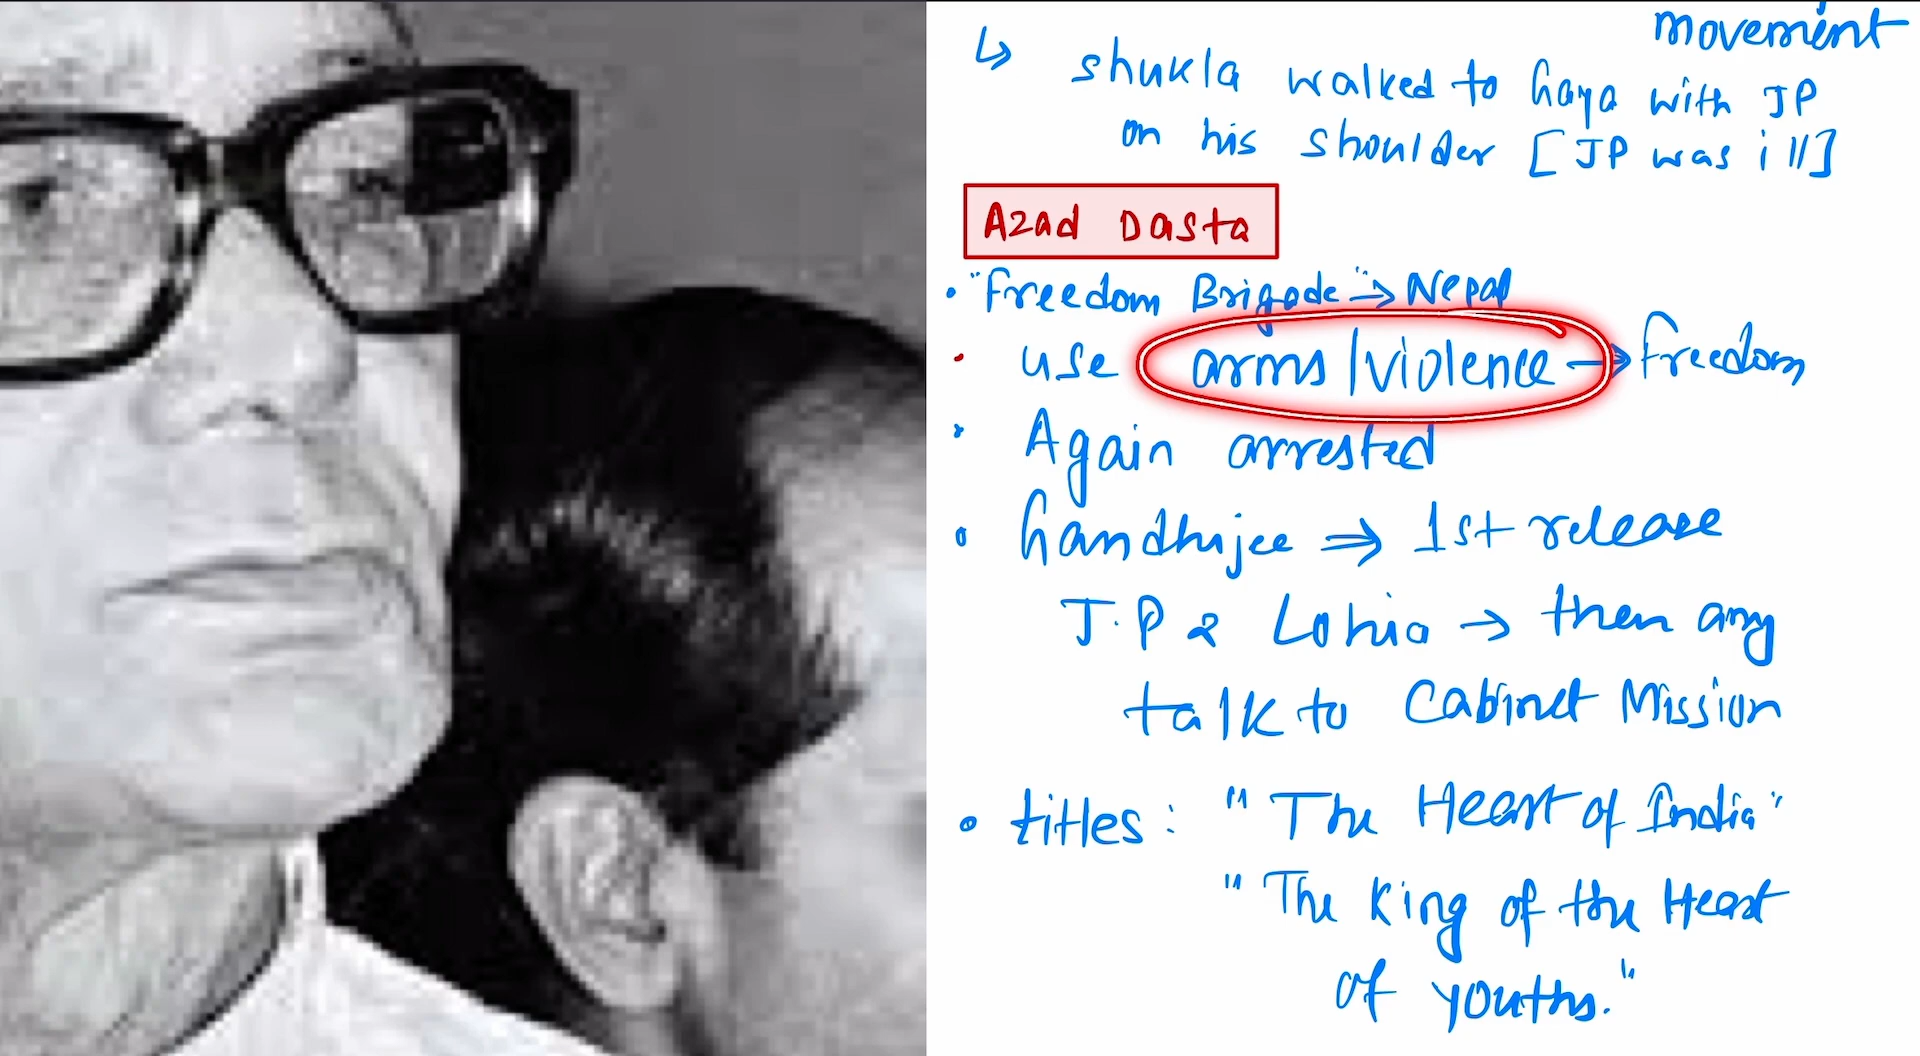 movement
↳ Shukla walked to Gaya with JP
on his shoulder [JP was ill]
Azad Dasta
• "Freedom Brigade" → Nepal
• use arms/violence → freedom
• Again arrested
• Gandhijee ⇒ 1st release
J.P & Lohia → then any
talk to Cabinet Mission
• titles: "The Heart of India"
"The King of the Heart
of youths."